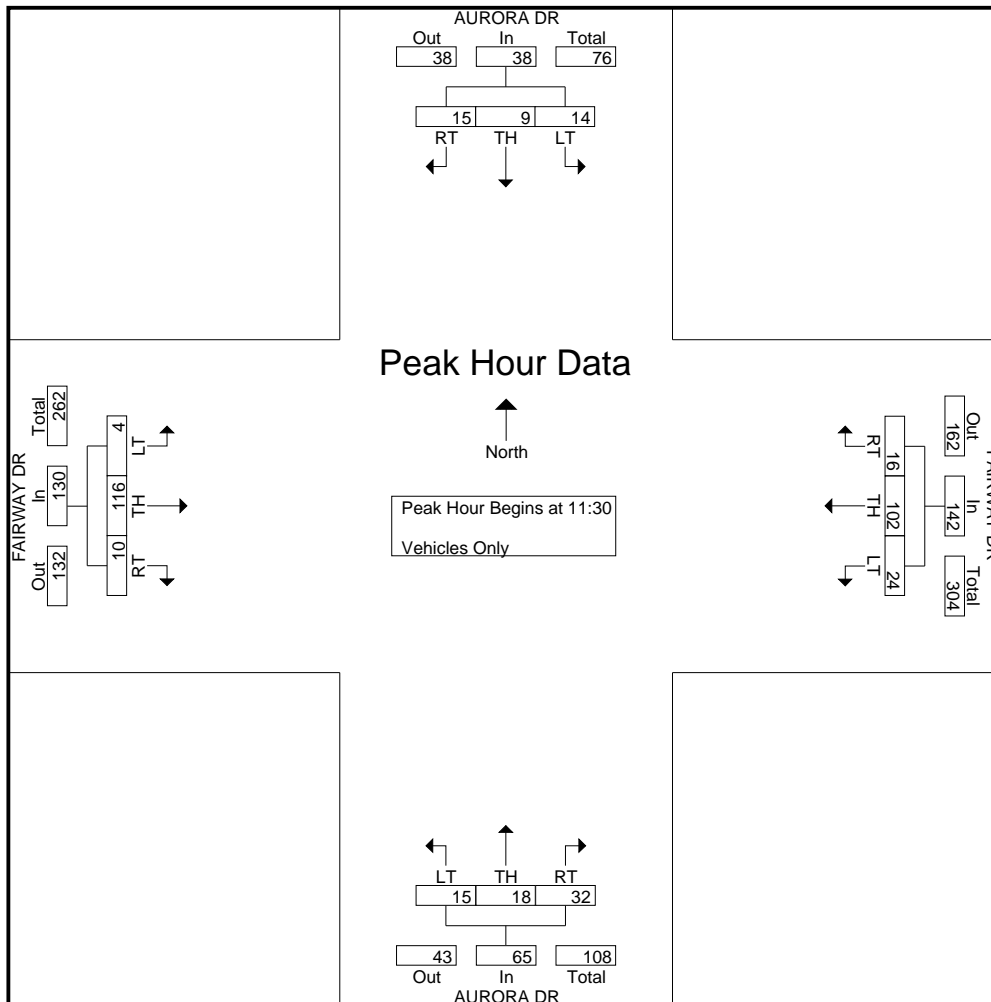 AURORA DR
Out In Total
38 38 76
15 9 14
RT TH LT
Peak Hour Data
North
Peak Hour Begins at 11:30
Vehicles Only
FAIRWAY DR
Out In Total
132 130 262
10 116 4
RT TH LT
FAIRWAY DR
Out In Total
162 142 304
RT TH LT
16 102 24
LT TH RT
15 18 32
43 65 108
Out In Total
AURORA DR